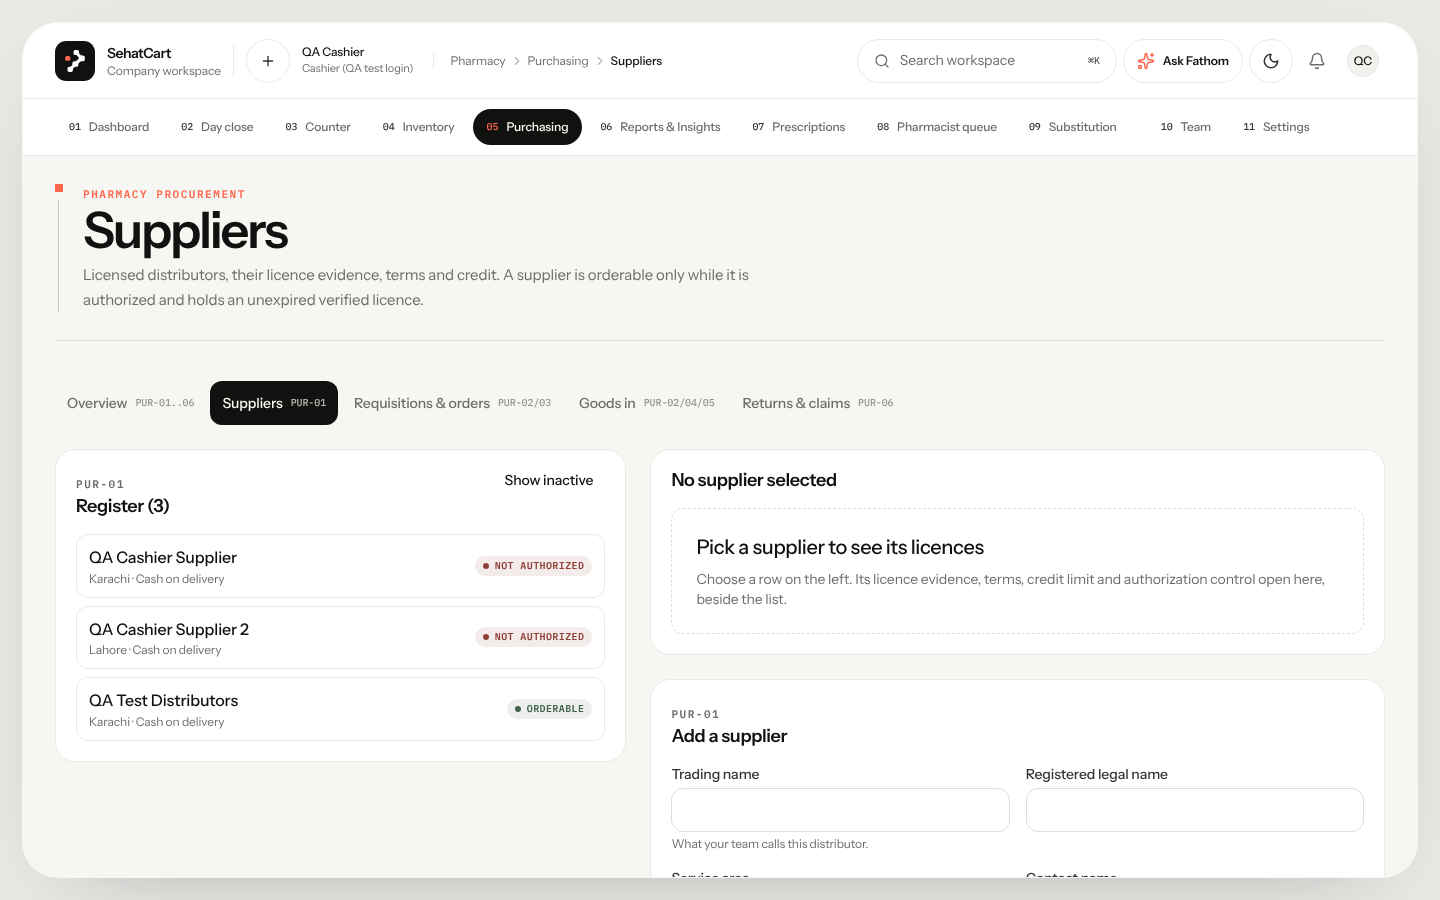 SehatCart
Company workspace
QA Cashier
Cashier (QA test login)
Pharmacy > Purchasing > Suppliers
Search workspace ⌘K
Ask Fathom
QC
01 Dashboard
02 Day close
03 Counter
04 Inventory
05 Purchasing
06 Reports & Insights
07 Prescriptions
08 Pharmacist queue
09 Substitution
10 Team
11 Settings
PHARMACY PROCUREMENT
Suppliers
Licensed distributors, their licence evidence, terms and credit. A supplier is orderable only while it is
authorized and holds an unexpired verified licence.
Overview PUR-01..06
Suppliers PUR-01
Requisitions & orders PUR-02/03
Goods in PUR-02/04/05
Returns & claims PUR-06
PUR-01
Register (3)
Show inactive
QA Cashier Supplier
Karachi · Cash on delivery
NOT AUTHORIZED
QA Cashier Supplier 2
Lahore · Cash on delivery
NOT AUTHORIZED
QA Test Distributors
Karachi · Cash on delivery
ORDERABLE
No supplier selected
Pick a supplier to see its licences
Choose a row on the left. Its licence evidence, terms, credit limit and authorization control open here,
beside the list.
PUR-01
Add a supplier
Trading name
Registered legal name
What your team calls this distributor.
Service area
Contact name